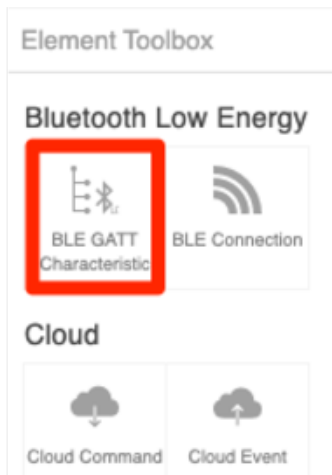 Element Toolbox
Bluetooth Low Energy
BLE GATT
Characteristic
BLE Connection
Cloud
Cloud Command
Cloud Event